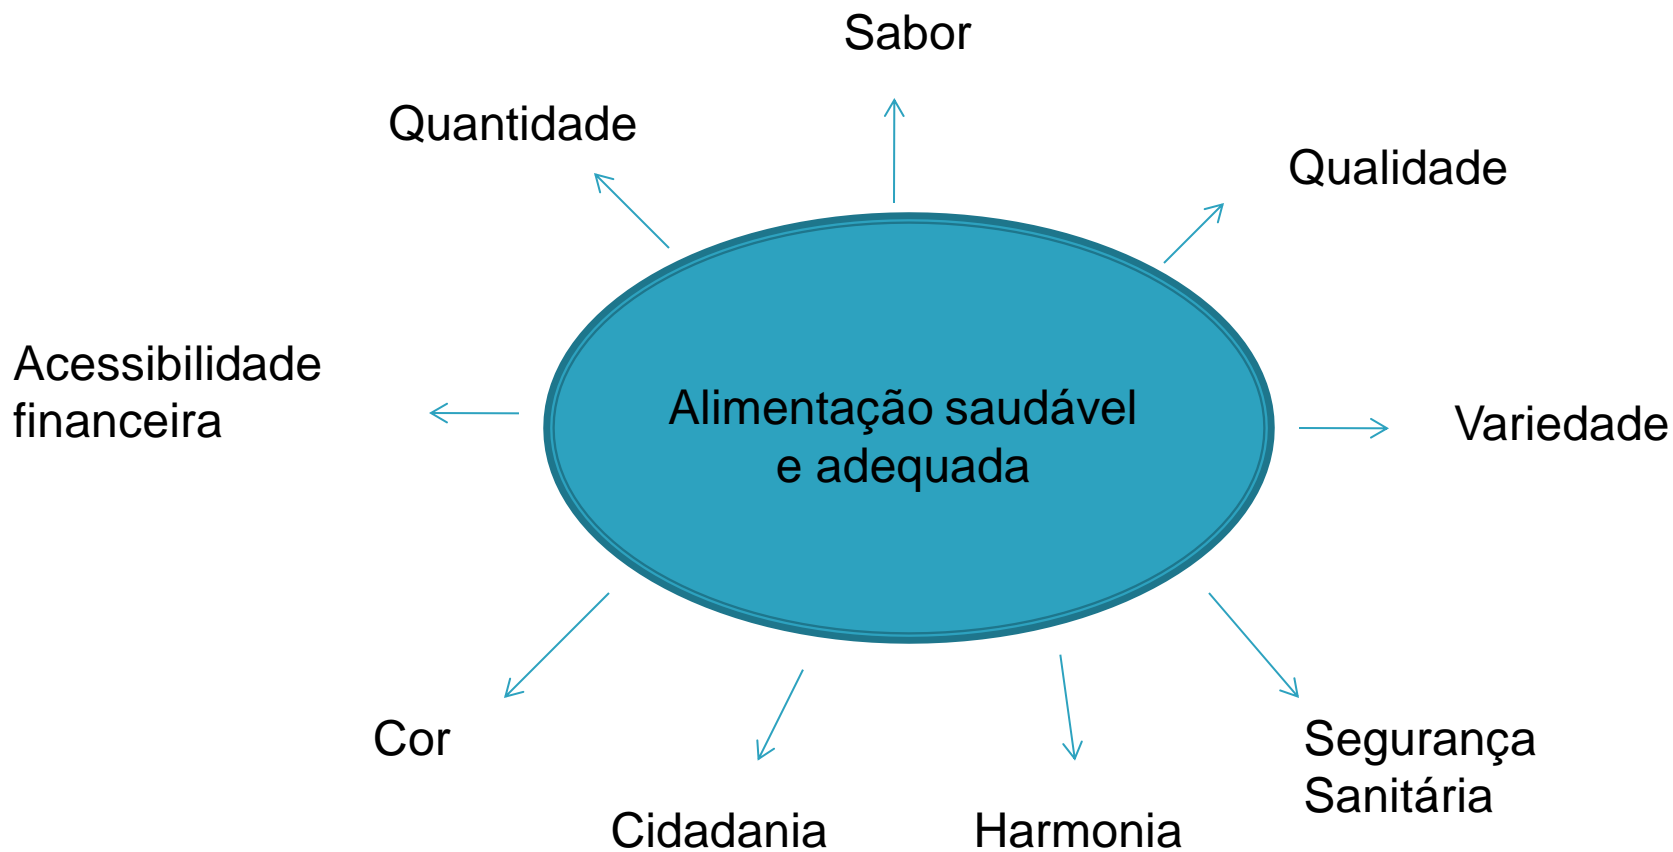 Sabor
Quantidade
Qualidade
Acessibilidade
financeira
Alimentação saudável
e adequada
Variedade
Cor
Segurança
Sanitária
Cidadania
Harmonia